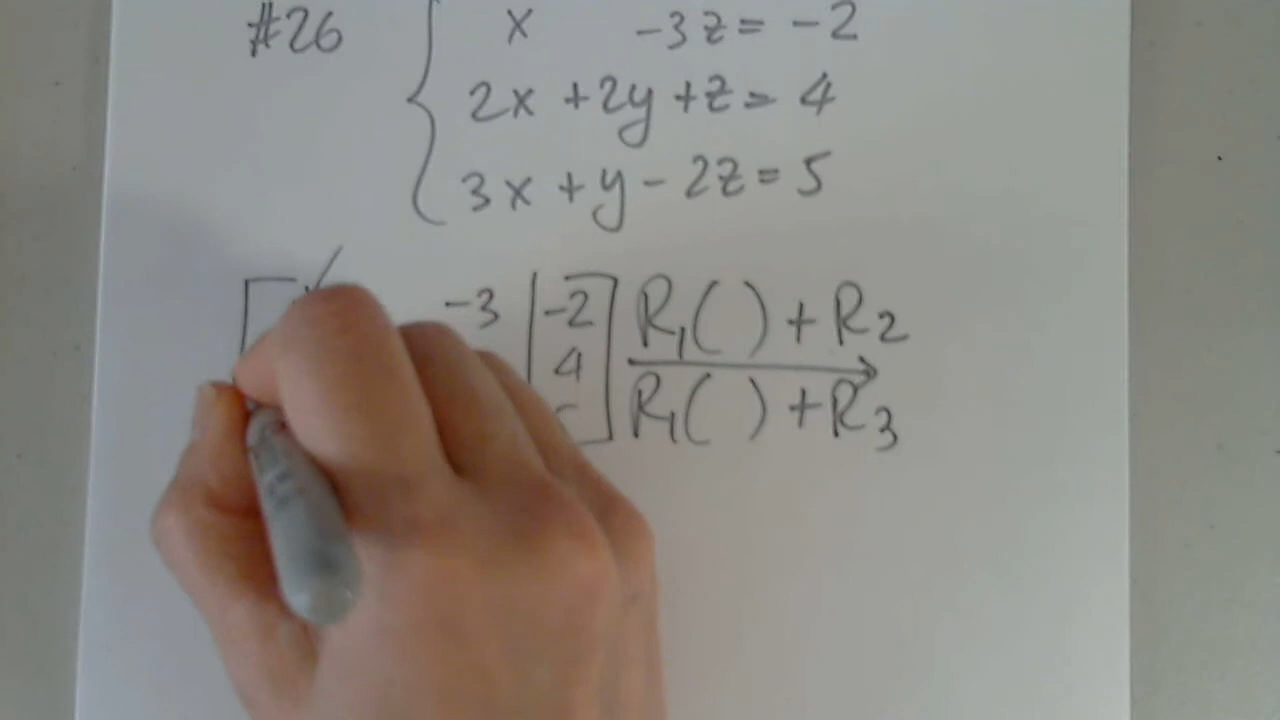 #26 x -3z = -2
2x +2y +z = 4
3x + y - 2z = 5
-3 -2 R1( ) + R2
4
R1( ) + R3